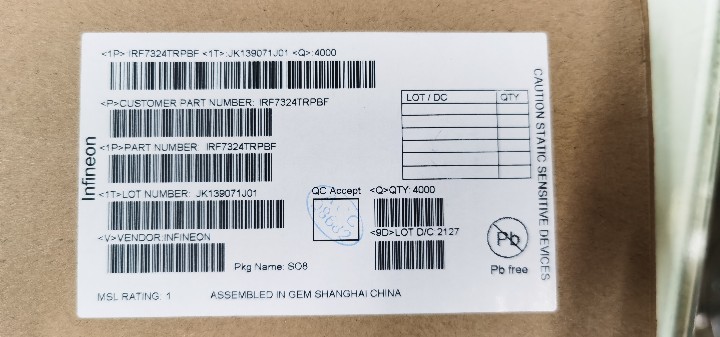 <1P>:IRF7324TRPBF <1T>:JK139071J01 <Q>:4000
<P>CUSTOMER PART NUMBER: IRF7324TRPBF
<1P>PART NUMBER: IRF7324TRPBF
<1T>LOT NUMBER: JK139071J01
<V>VENDOR:INFINEON
Pkg Name: SO8
MSL RATING: 1
ASSEMBLED IN GEM SHANGHAI CHINA
Infineon
LOT / DC QTY
QC Accept
<Q>QTY: 4000
<9D>LOT D/C:2127
Pb
Pb free
CAUTION STATIC SENSITIVE DEVICES